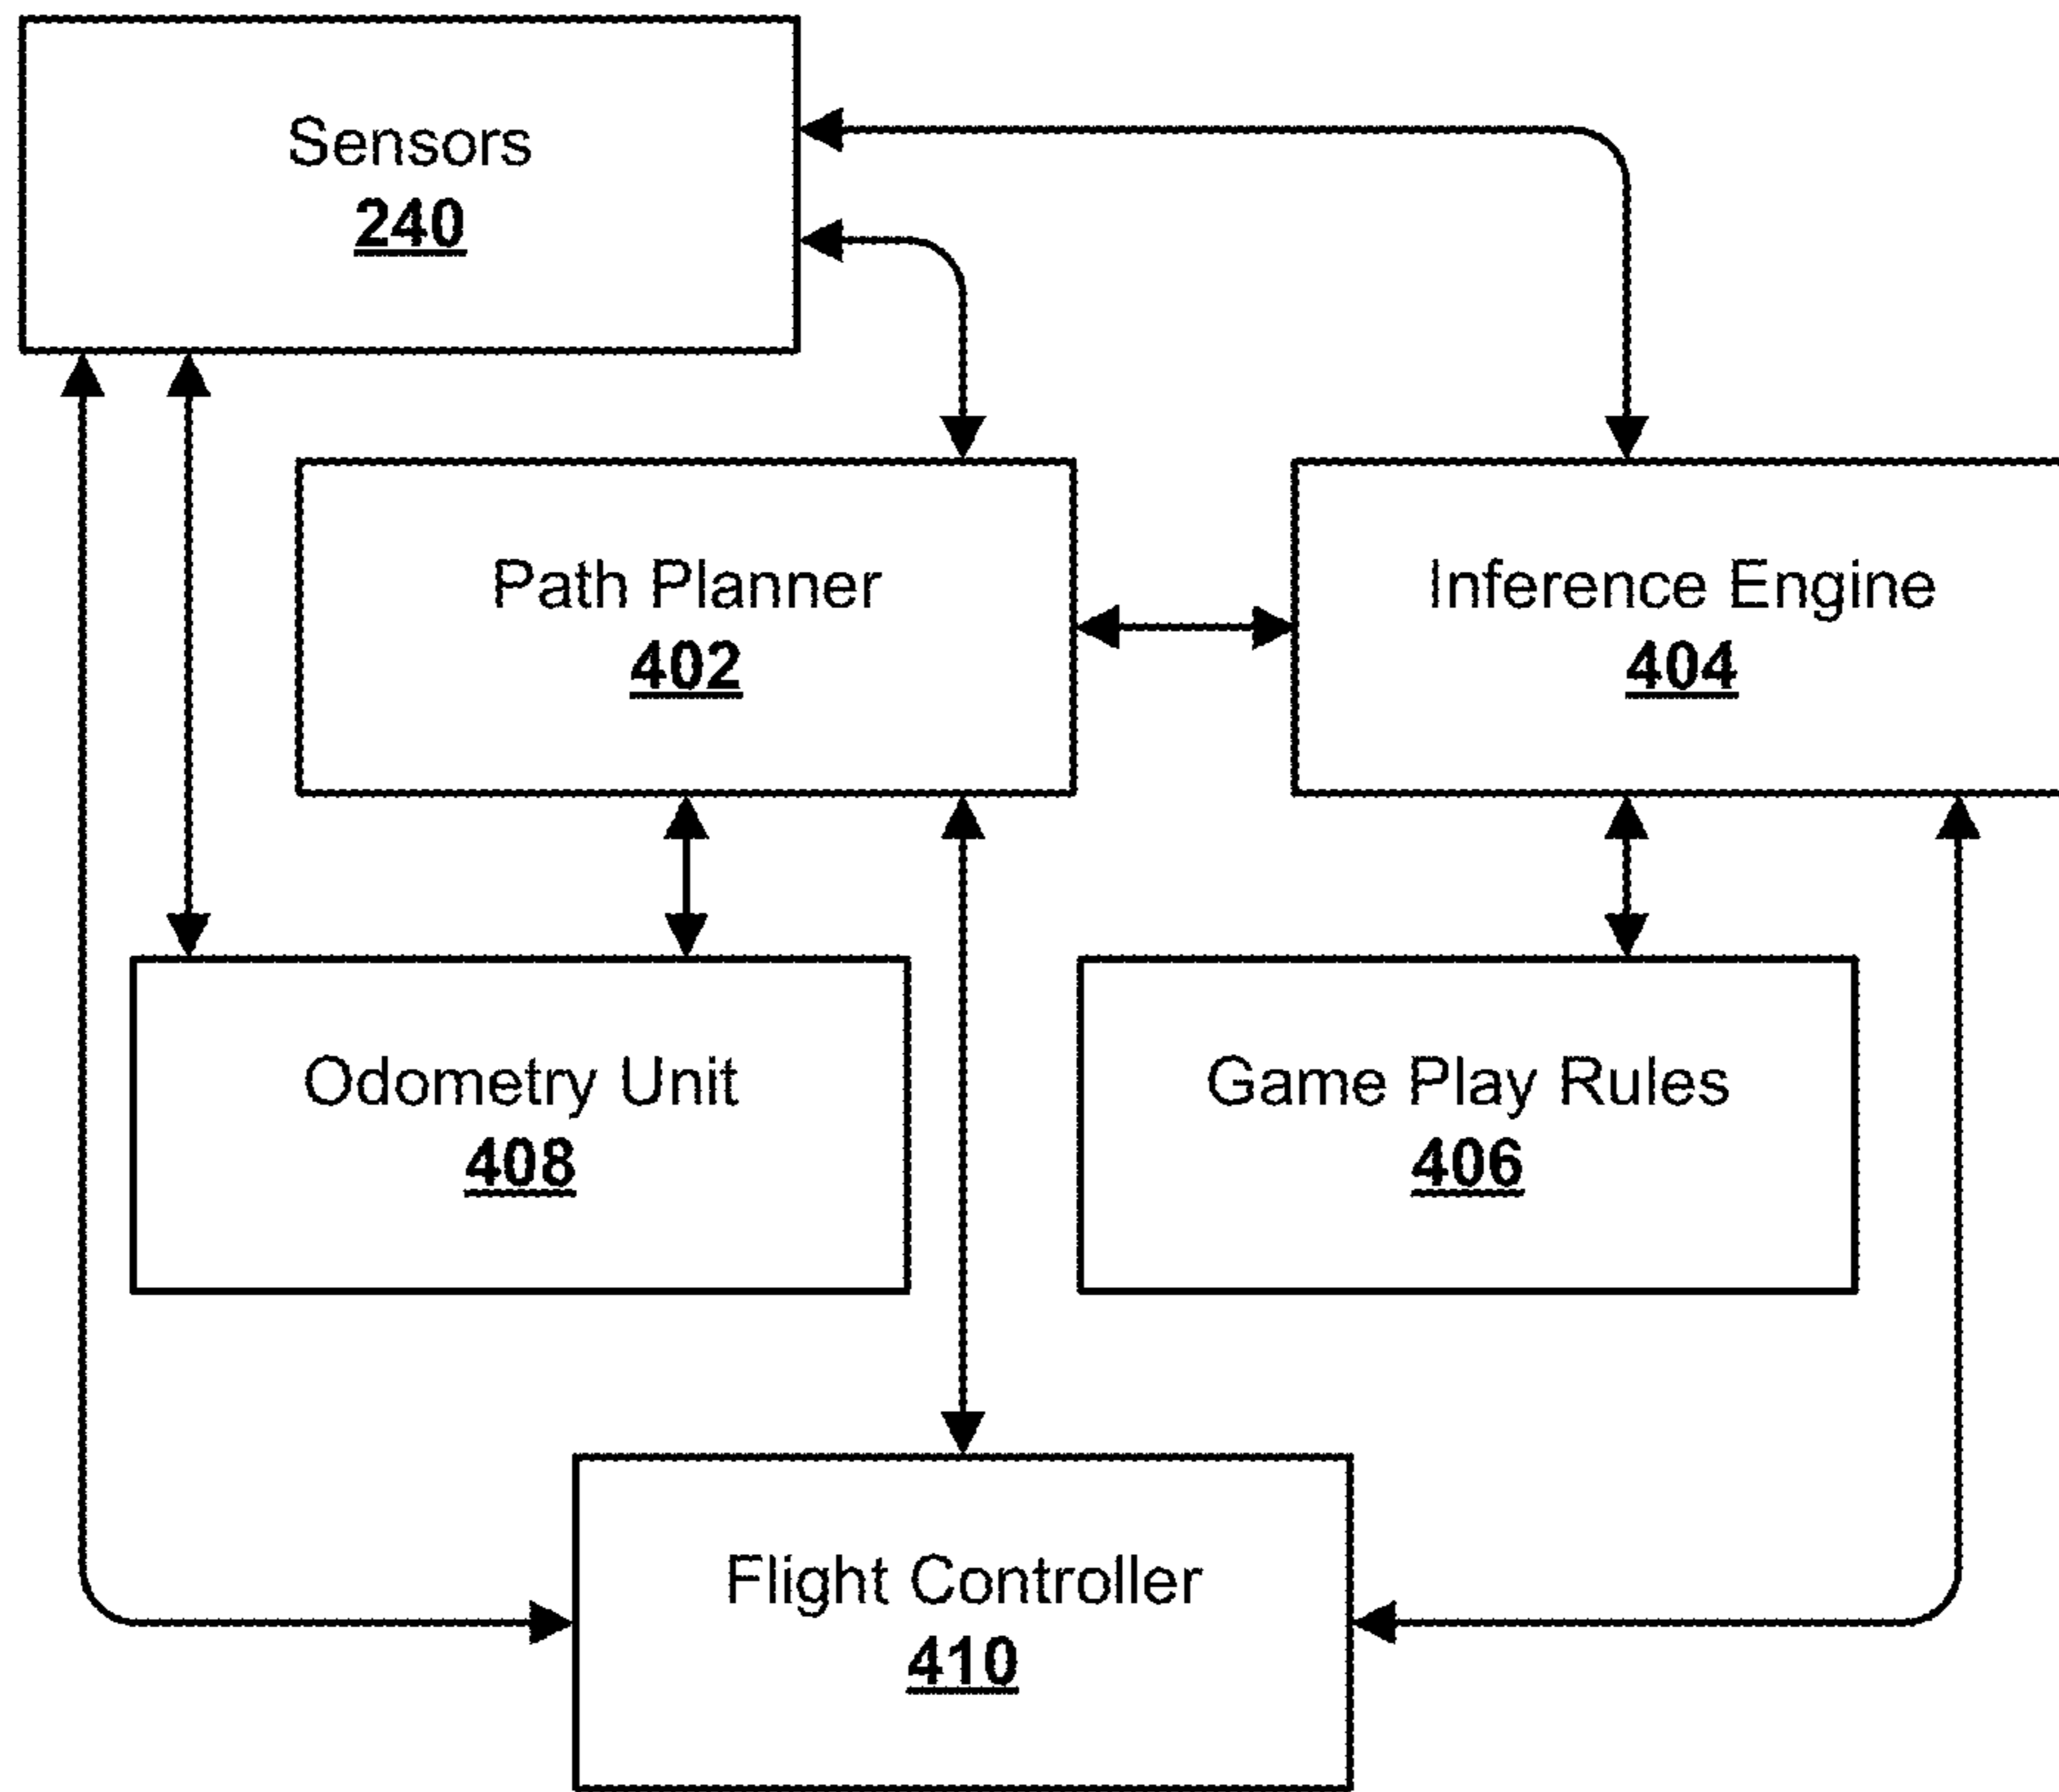 Sensors
240
Path Planner
402
Inference Engine
404
Odometry Unit
408
Game Play Rules
406
Flight Controller
410